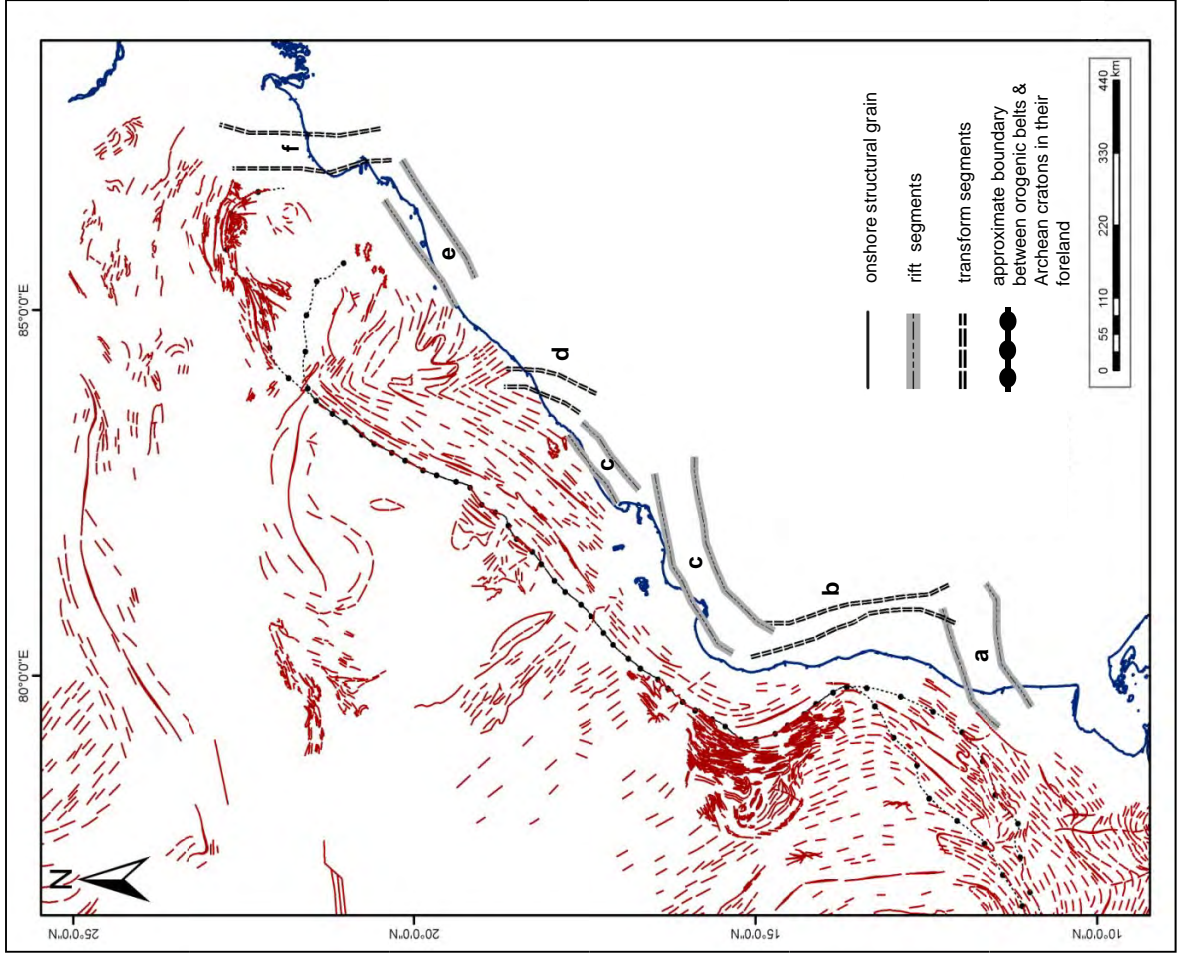 N
85°0'0"E
80°0'0"E
25°0'0"N
20°0'0"N
15°0'0"N
10°0'0"N
f
e
d
c
c
b
a
onshore structural grain
rift segments
transform segments
approximate boundary
between orogenic belts &
Archean cratons in their
foreland
0 55 110 220 330 440
km